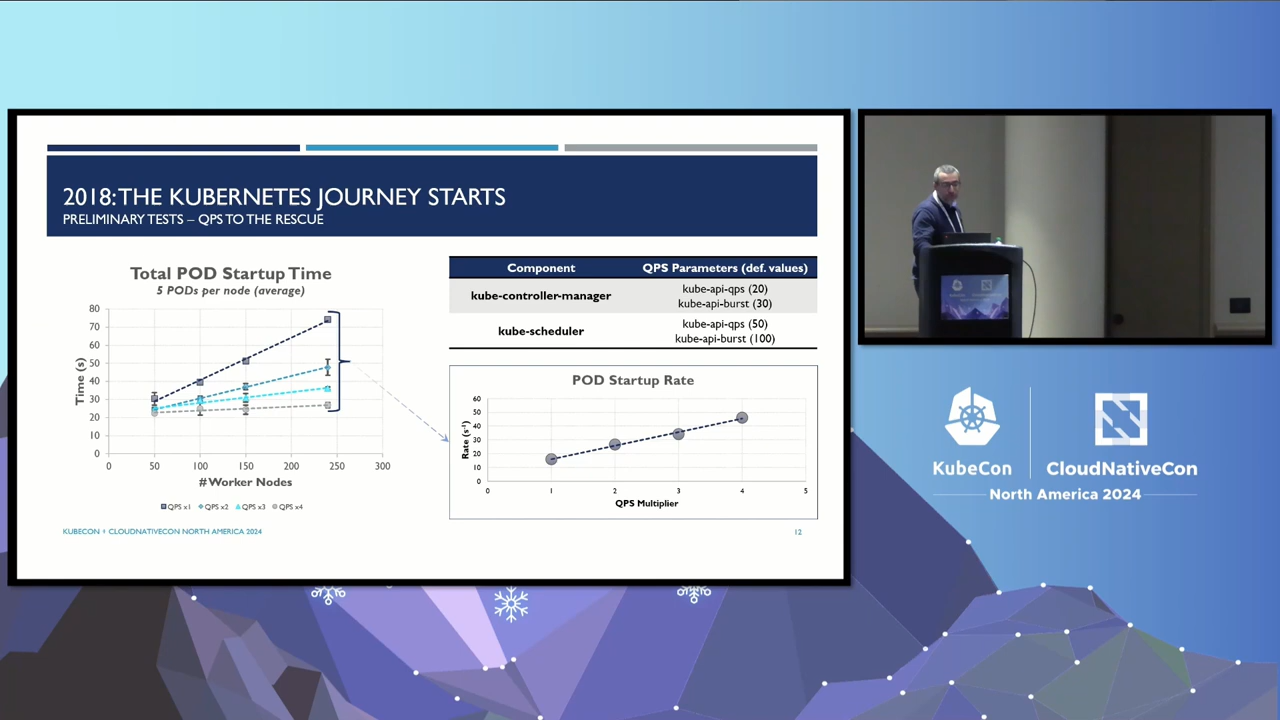 2018: THE KUBERNETES JOURNEY STARTS
PRELIMINARY TESTS – QPS TO THE RESCUE
Total POD Startup Time
5 PODs per node (average)
80
70
60
50
40
30
20
10
0
Time (s)
0 50 100 150 200 250 300
#Worker Nodes
QPS x1 QPS x2 QPS x3 QPS x4
Component QPS Parameters (def. values)
kube-controller-manager
kube-api-qps (20)
kube-api-burst (30)
kube-scheduler
kube-api-qps (50)
kube-api-burst (100)
POD Startup Rate
60
50
40
30
20
10
0
Rate (s⁻¹)
0 1 2 3 4 5
QPS Multiplier
KUBECON + CLOUDNATIVECON NORTH AMERICA 2024
12
KubeCon
CloudNativeCon
North America 2024